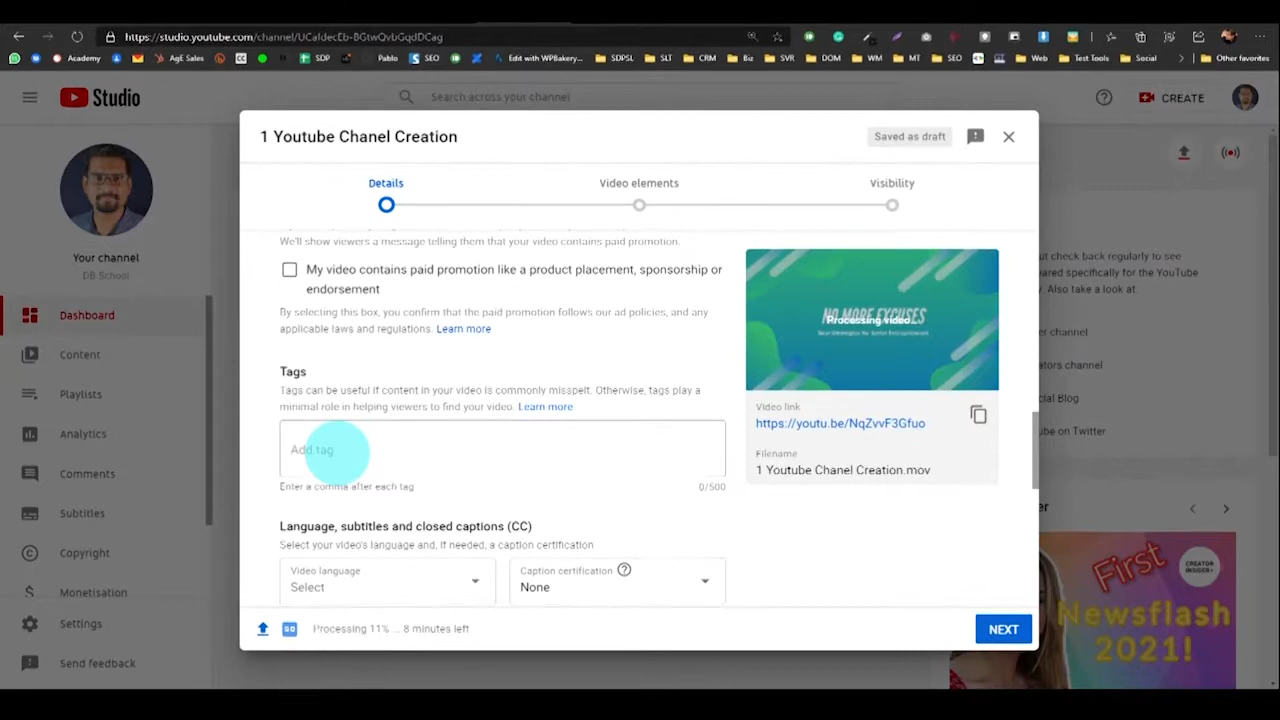 https://studio.youtube.com/channel/UCafdecEb-BGtwQvbGqdDCag
Academy
AgE Sales
CC
SDP
Pablo
SEO
Edit with WPBakery...
SDPSL
SLT
CRM
Biz
SVR
DOM
WM
MT
SEO
Web
Test Tools
Social
Other favorites
Studio
Search across your channel
CREATE
1 Youtube Chanel Creation
Saved as draft
Details
Video elements
Visibility
Your channel
DB School
Dashboard
Content
Playlists
Analytics
Comments
Subtitles
Copyright
Monetisation
Settings
Send feedback
We'll show viewers a message telling them that your video contains paid promotion.
My video contains paid promotion like a product placement, sponsorship or
endorsement
By selecting this box, you confirm that the paid promotion follows our ad policies, and any
applicable laws and regulations. Learn more
Tags
Tags can be useful if content in your video is commonly misspelt. Otherwise, tags play a
minimal role in helping viewers to find your video. Learn more
Add tag
Enter a comma after each tag
0/500
Language, subtitles and closed captions (CC)
Select your video's language and, if needed, a caption certification
Video language
Select
Caption certification
None
NO MORE EXCUSES
Processing video...
Video link
https://youtu.be/NqZvvF3Gfuo
Filename
1 Youtube Chanel Creation.mov
SD
Processing 11% ... 8 minutes left
NEXT
ut check back regularly to see
ared specifically for the YouTube
. Also take a look at:
er channel
ators channel
cial Blog
ube on Twitter
er
First
CREATOR
INSIDER
Newsflash
2021!